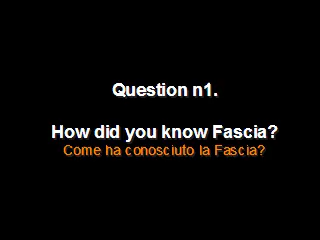 Question n1.
How did you know Fascia?
Come ha conosciuto la Fascia?